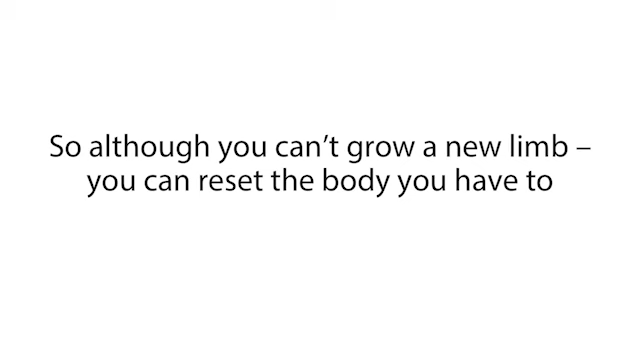 So although you can’t grow a new limb –
you can reset the body you have to